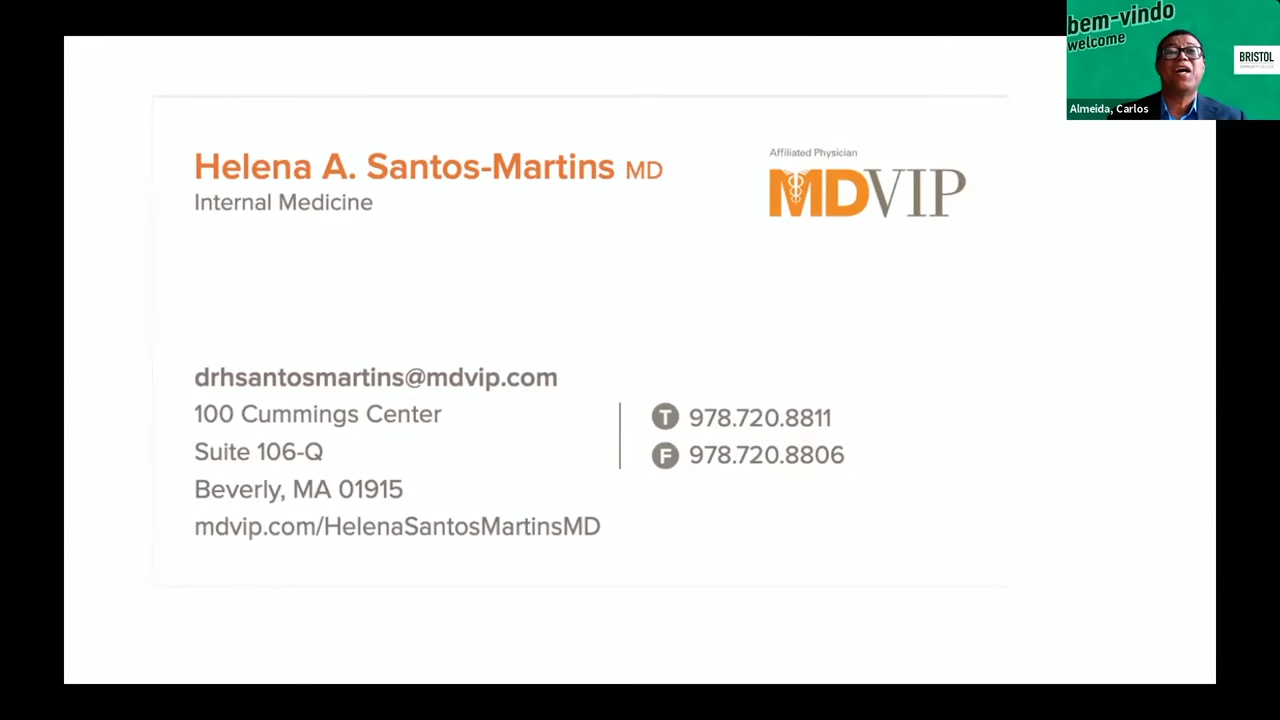 bem-vindo
welcome
BRISTOL
Almeida, Carlos
Helena A. Santos-Martins MD
Internal Medicine
Affiliated Physician
MDVIP
drhsantosmartins@mdvip.com
100 Cummings Center
Suite 106-Q
Beverly, MA 01915
mdvip.com/HelenaSantosMartinsMD
T 978.720.8811
F 978.720.8806